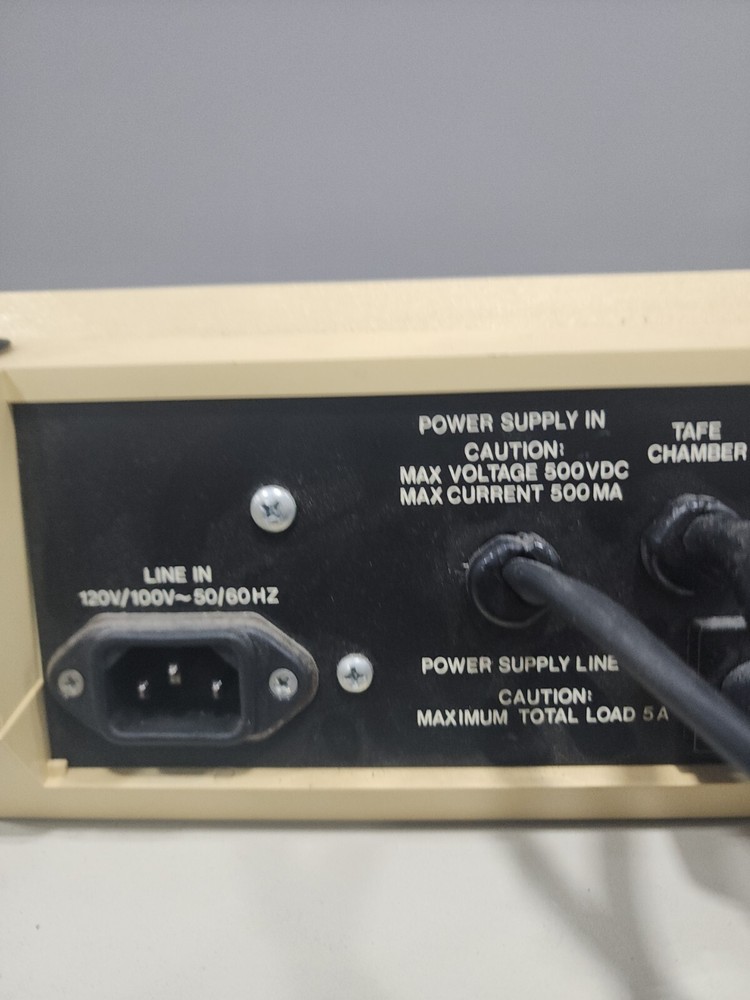 POWER SUPPLY IN
CAUTION:
MAX VOLTAGE 500VDC
MAX CURRENT 500MA
TAFE
CHAMBER
LINE IN
120V/100V~50/60HZ
POWER SUPPLY LINE
CAUTION:
MAXIMUM TOTAL LOAD 5A